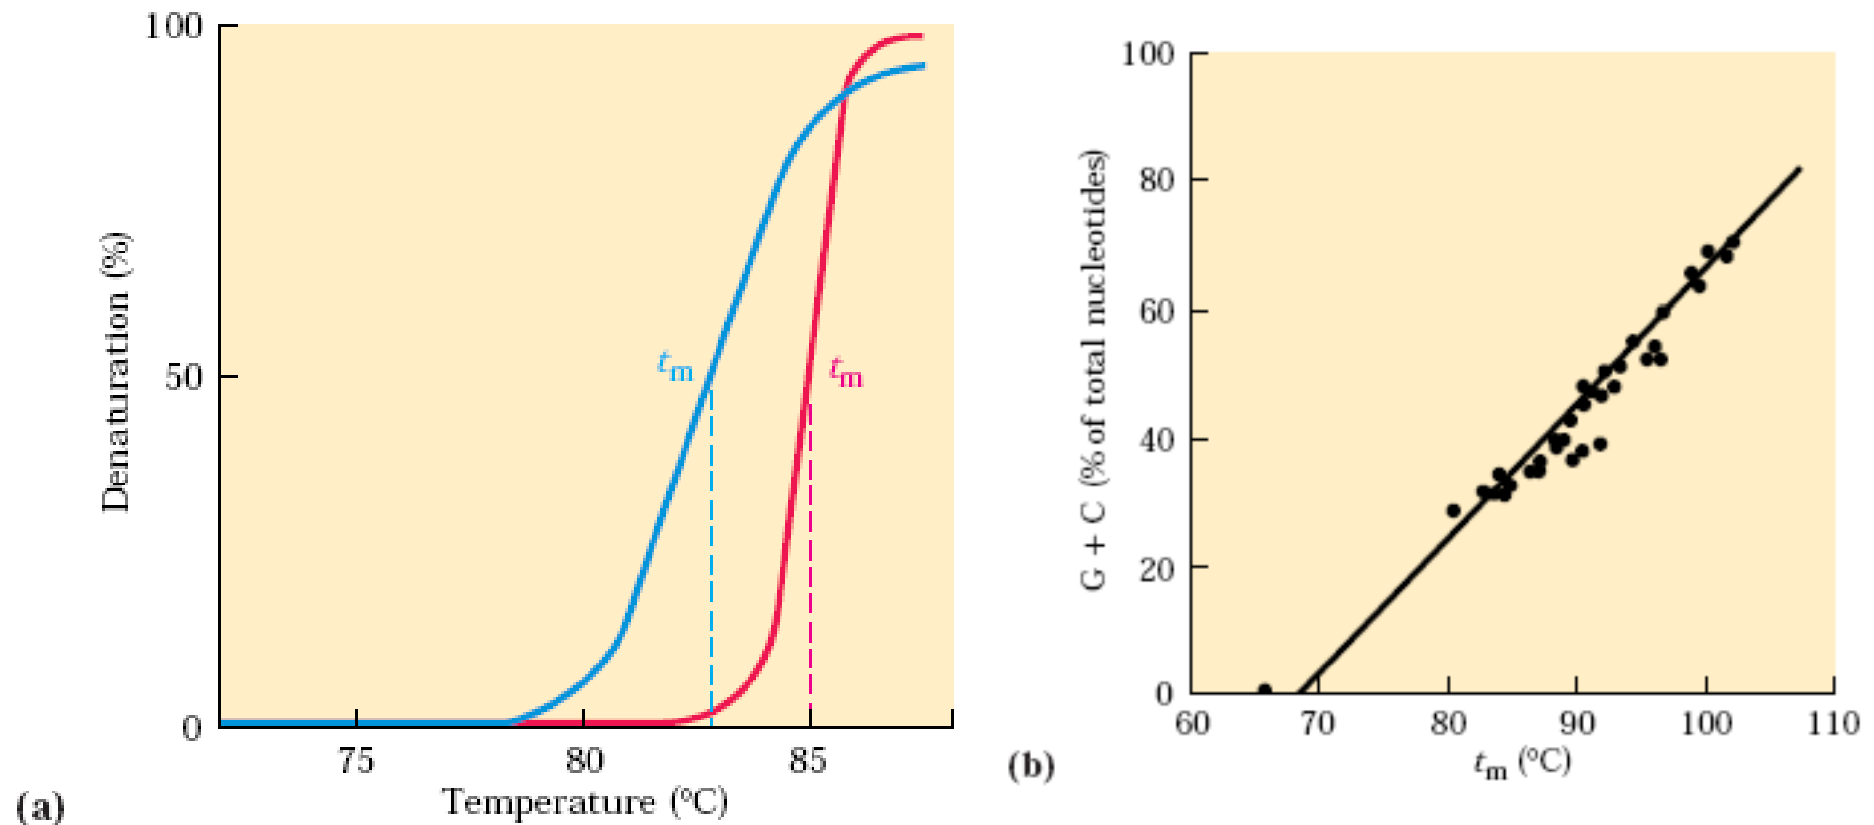 100
50
0
Denaturation (%)
tm
tm
75 80 85
Temperature (°C)
(a)
100
80
60
40
20
0
G + C (% of total nucleotides)
60 70 80 90 100 110
tm (°C)
(b)